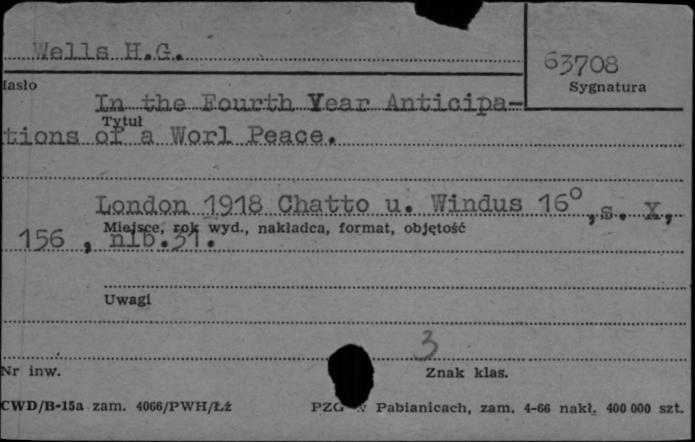 Wells H.G.
63708
Hasło
Sygnatura
In the Fourth Year Anticipa-
Tytuł
tions of a Worl Peace.
London 1918 Chatto u. Windus 16°, s. X,
Miejsce, rok wyd., nakładca, format, objętość
156 , nlb.31.
Uwagi
3
Nr inw.
Znak klas.
CWD/B-15a zam. 4066/PWH/Łź
PZG w Pabianicach, zam. 4-66 nakł. 400 000 szt.